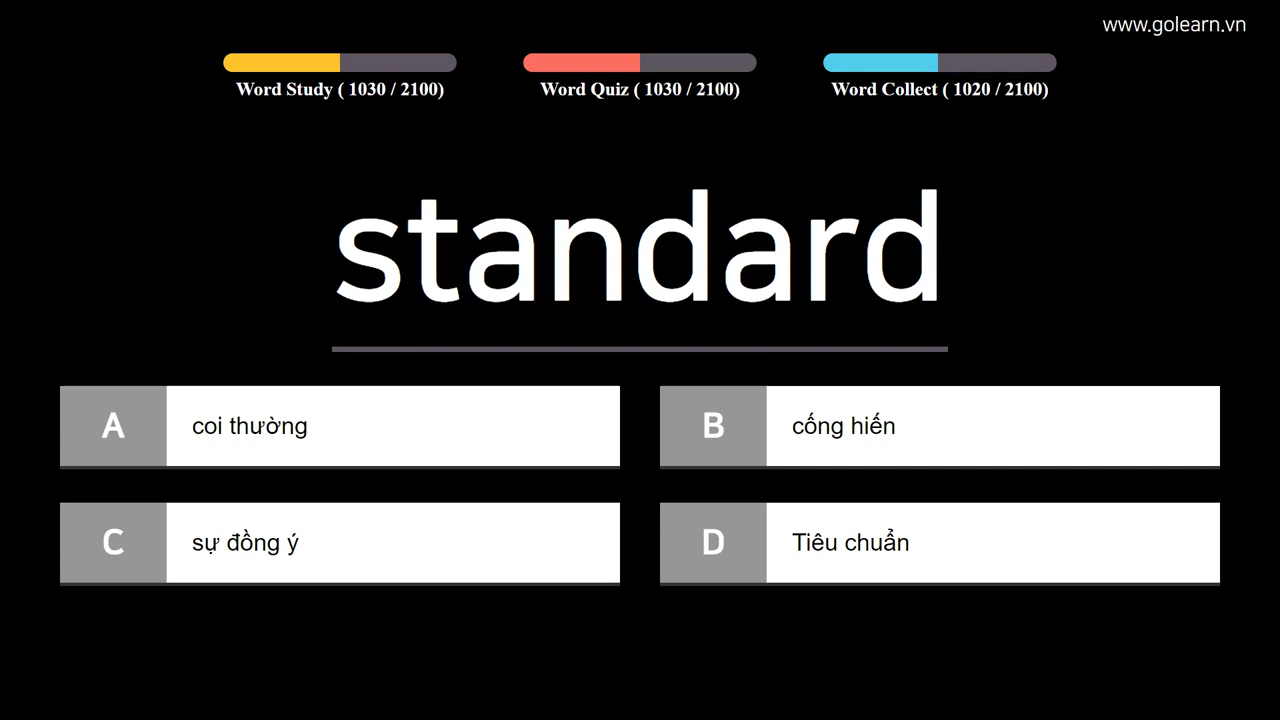 www.golearn.vn
Word Study ( 1030 / 2100)
Word Quiz ( 1030 / 2100)
Word Collect ( 1020 / 2100)
standard
A coi thường
B cống hiến
C sự đồng ý
D Tiêu chuẩn